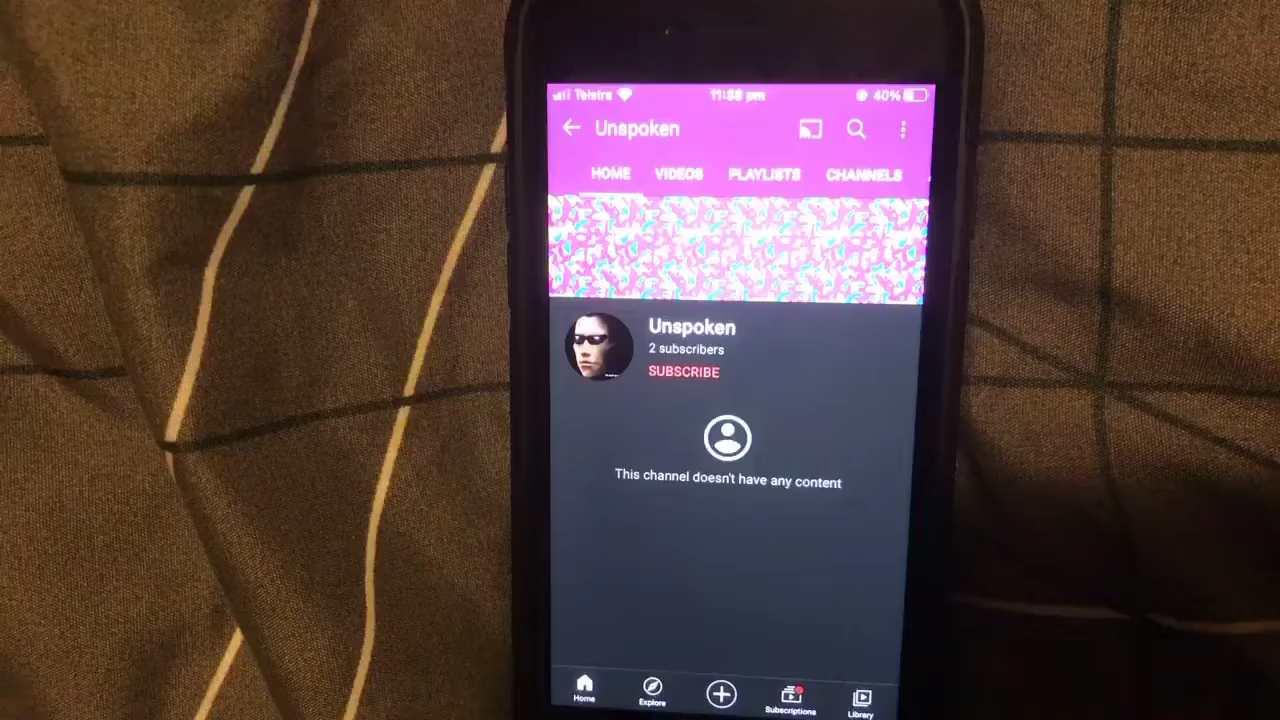 Telstra 11:38 pm 40%
Unspoken
HOME VIDEOS PLAYLISTS CHANNELS
Unspoken
2 subscribers
SUBSCRIBE
This channel doesn't have any content
Home Explore Subscriptions Library